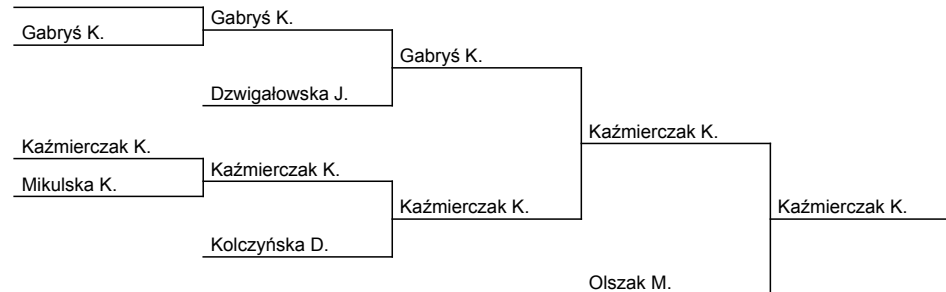 Gabryś K.
Gabryś K.
Gabryś K.
Dzwigałowska J.
Kaźmierczak K.
Kaźmierczak K.
Kaźmierczak K.
Mikulska K.
Kaźmierczak K.
Kaźmierczak K.
Kolczyńska D.
Olszak M.